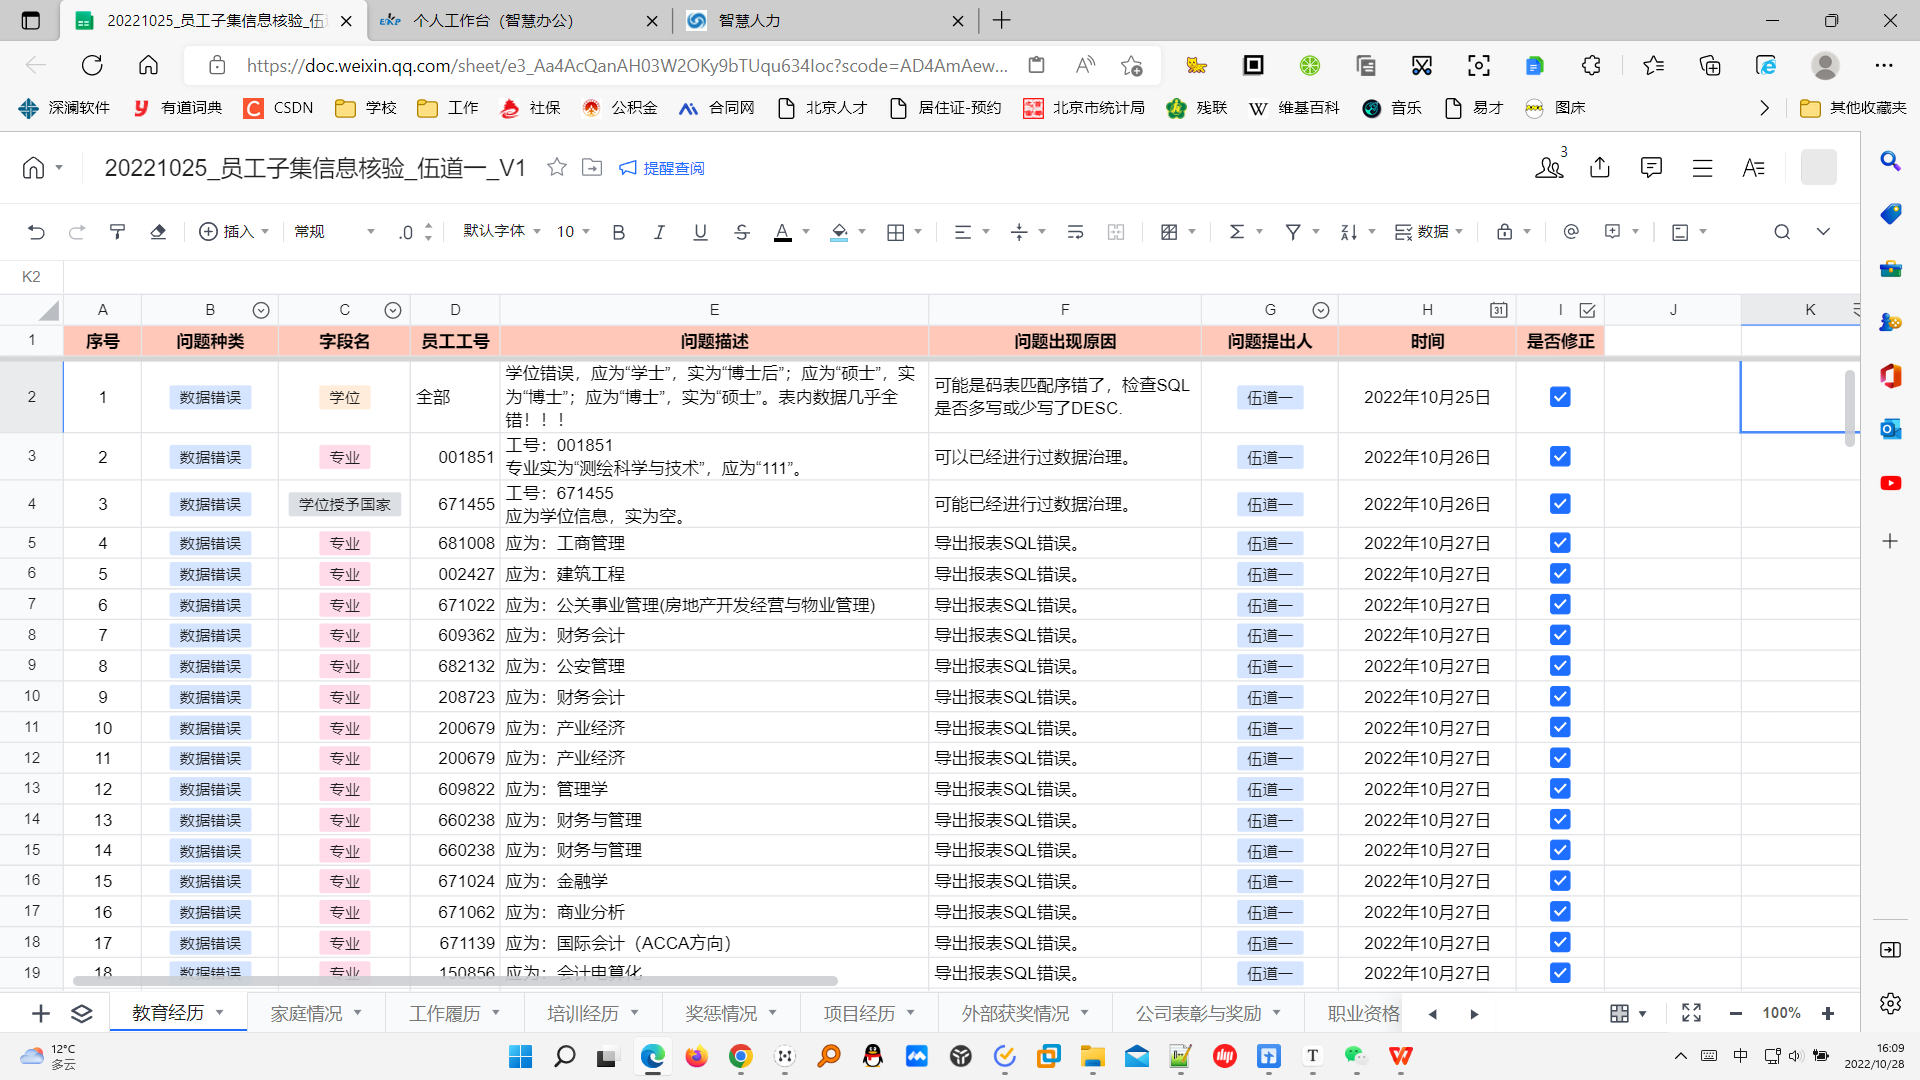 20221025_员工子集信息核验_伍
个人工作台（智慧办公）
智慧人力
https://doc.weixin.qq.com/sheet/e3_Aa4AcQanAH03W2OKy9bTUqu634Ioc?scode=AD4AmAew...
深澜软件 有道词典 CSDN 学校 工作 社保 公积金 合同网 北京人才 居住证-预约 北京市统计局 残联 维基百科 音乐 易才 图床 其他收藏夹
20221025_员工子集信息核验_伍道一_V1 提醒查阅 3
插入 常规 .0 默认字体 10 B I U S A 数据
K2
A B C D E F G H I J K
1 序号 问题种类 字段名 员工工号 问题描述 问题出现原因 问题提出人 时间 是否修正
2 1 数据错误 学位 全部 学位错误，应为“学士”，实为“博士后”；应为“硕士”，实为“博士”；应为“博士”，实为“硕士”。表内数据几乎全错！！！ 可能是码表匹配序错了，检查SQL是否多写或少写了DESC. 伍道一 2022年10月25日
3 2 数据错误 专业 001851 工号：001851
专业实为“测绘科学与技术”，应为“111”。 可以已经进行过数据治理。 伍道一 2022年10月26日
4 3 数据错误 学位授予国家 671455 工号：671455
应为学位信息，实为空。 可能已经进行过数据治理。 伍道一 2022年10月26日
5 4 数据错误 专业 681008 应为：工商管理 导出报表SQL错误。 伍道一 2022年10月27日
6 5 数据错误 专业 002427 应为：建筑工程 导出报表SQL错误。 伍道一 2022年10月27日
7 6 数据错误 专业 671022 应为：公关事业管理(房地产开发经营与物业管理) 导出报表SQL错误。 伍道一 2022年10月27日
8 7 数据错误 专业 609362 应为：财务会计 导出报表SQL错误。 伍道一 2022年10月27日
9 8 数据错误 专业 682132 应为：公安管理 导出报表SQL错误。 伍道一 2022年10月27日
10 9 数据错误 专业 208723 应为：财务会计 导出报表SQL错误。 伍道一 2022年10月27日
11 10 数据错误 专业 200679 应为：产业经济 导出报表SQL错误。 伍道一 2022年10月27日
12 11 数据错误 专业 200679 应为：产业经济 导出报表SQL错误。 伍道一 2022年10月27日
13 12 数据错误 专业 609822 应为：管理学 导出报表SQL错误。 伍道一 2022年10月27日
14 13 数据错误 专业 660238 应为：财务与管理 导出报表SQL错误。 伍道一 2022年10月27日
15 14 数据错误 专业 660238 应为：财务与管理 导出报表SQL错误。 伍道一 2022年10月27日
16 15 数据错误 专业 671024 应为：金融学 导出报表SQL错误。 伍道一 2022年10月27日
17 16 数据错误 专业 671062 应为：商业分析 导出报表SQL错误。 伍道一 2022年10月27日
18 17 数据错误 专业 671139 应为：国际会计（ACCA方向） 导出报表SQL错误。 伍道一 2022年10月27日
19 18 数据错误 专业 150856 应为：会计电算化 导出报表SQL错误。 伍道一 2022年10月27日
教育经历 家庭情况 工作履历 培训经历 奖惩情况 项目经历 外部获奖情况 公司表彰与奖励 职业资格 100%
12°C
多云
中
16:09
2022/10/28